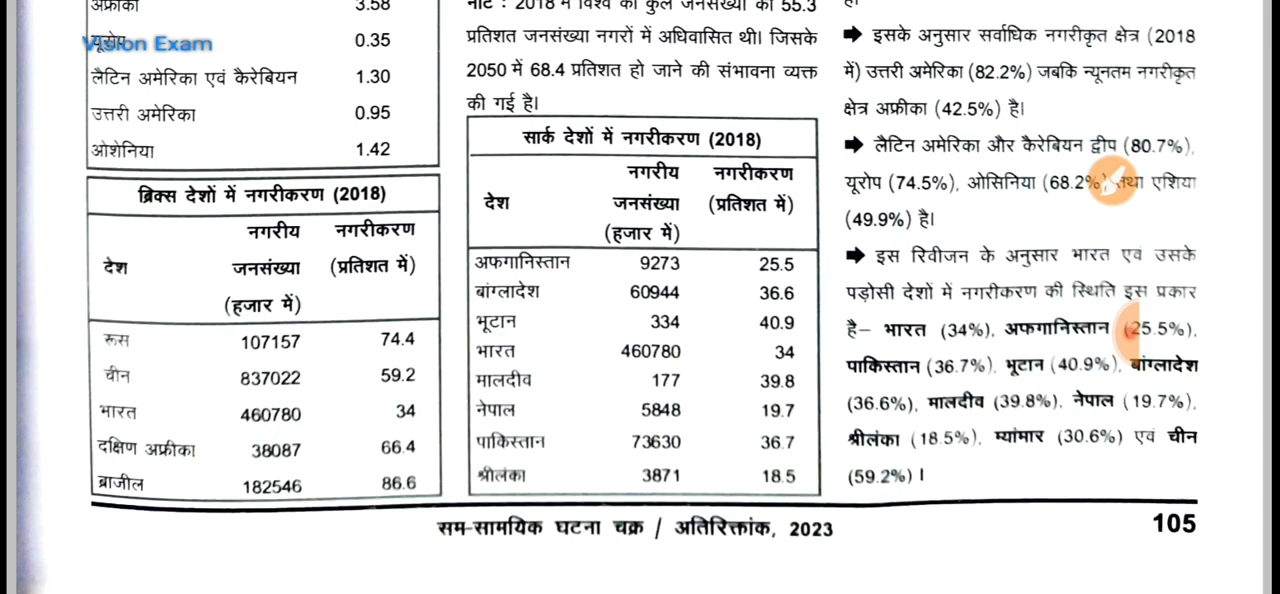 अफ्रीका 3.58
यूरोप 0.35
Vision Exam
लैटिन अमेरिका एवं कैरेबियन 1.30
उत्तरी अमेरिका 0.95
ओशेनिया 1.42
ब्रिक्स देशों में नगरीकरण (2018)
देश नगरीय जनसंख्या (हजार में) नगरीकरण (प्रतिशत में)
रूस 107157 74.4
चीन 837022 59.2
भारत 460780 34
दक्षिण अफ्रीका 38087 66.4
ब्राजील 182546 86.6
नोट : 2018 में विश्व की कुल जनसंख्या की 55.3
प्रतिशत जनसंख्या नगरों में अधिवासित थी। जिसके
2050 में 68.4 प्रतिशत हो जाने की संभावना व्यक्त
की गई है।
सार्क देशों में नगरीकरण (2018)
देश नगरीय जनसंख्या (हजार में) नगरीकरण (प्रतिशत में)
अफगानिस्तान 9273 25.5
बांग्लादेश 60944 36.6
भूटान 334 40.9
भारत 460780 34
मालदीव 177 39.8
नेपाल 5848 19.7
पाकिस्तान 73630 36.7
श्रीलंका 3871 18.5
➡ इसके अनुसार सर्वाधिक नगरीकृत क्षेत्र (2018
में) उत्तरी अमेरिका (82.2%) जबकि न्यूनतम नगरीकृत
क्षेत्र अफ्रीका (42.5%) है।
➡ लैटिन अमेरिका और कैरेबियन द्वीप (80.7%),
यूरोप (74.5%), ओसिनिया (68.2%) तथा एशिया
(49.9%) है।
➡ इस रिवीजन के अनुसार भारत एवं उसके
पड़ोसी देशों में नगरीकरण की स्थिति इस प्रकार
है– भारत (34%), अफगानिस्तान (25.5%),
पाकिस्तान (36.7%), भूटान (40.9%), बांग्लादेश
(36.6%), मालदीव (39.8%), नेपाल (19.7%),
श्रीलंका (18.5%), म्यांमार (30.6%) एवं चीन
(59.2%) ।
सम-सामयिक घटना चक्र / अतिरिक्तांक, 2023
105